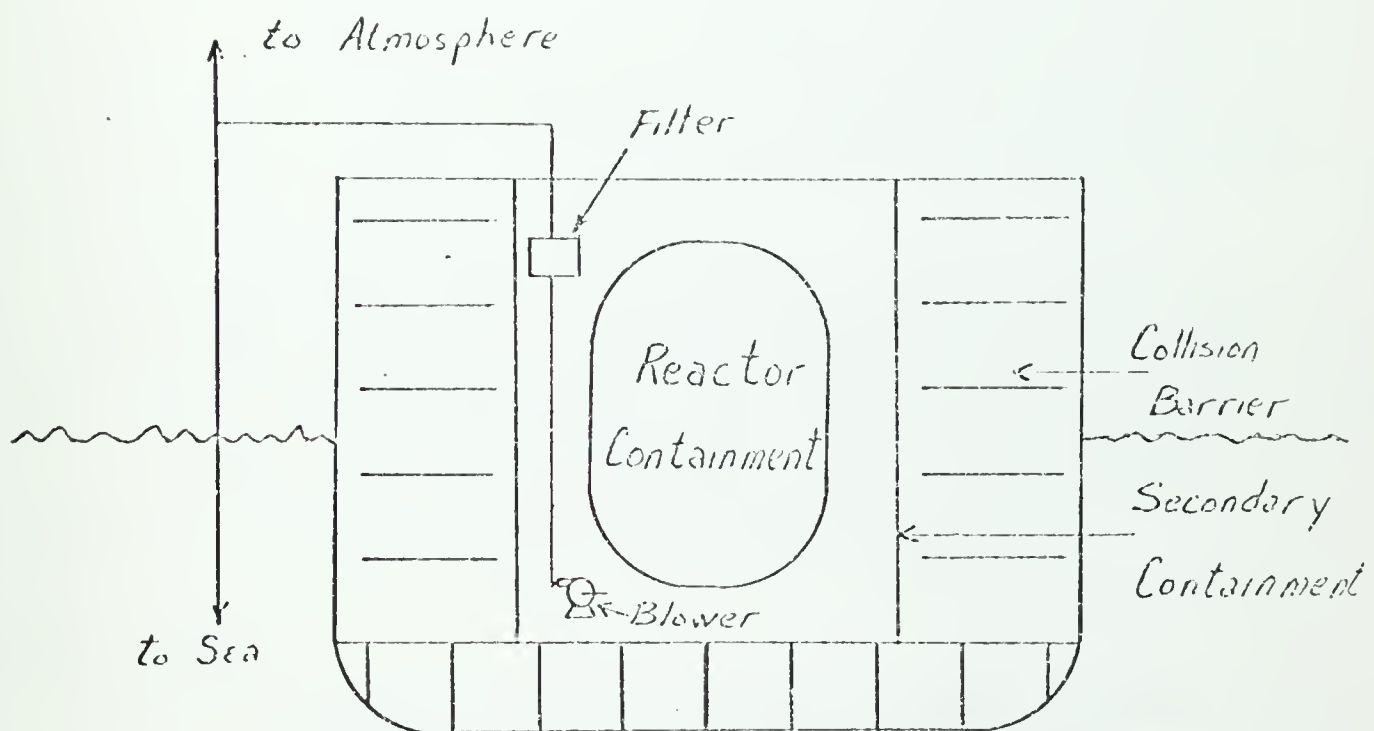 to Atmosphere
Filter
Reactor
Containment
Collision
Barrier
Secondary
Containment
Blower
to Sea